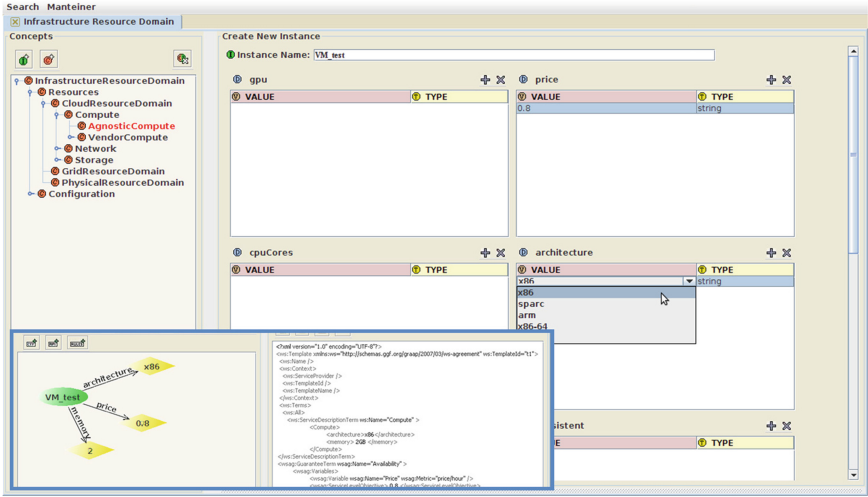 Search Manteiner
Infrastructure Resource Domain
Concepts
InfrastructureResourceDomain
Resources
CloudResourceDomain
Compute
AgnosticCompute
VendorCompute
Network
Storage
GridResourceDomain
PhysicalResourceDomain
Configuration
Create New Instance
Instance Name: VM_test
gpu
VALUE TYPE
price
VALUE TYPE
0.8 string
cpuCores
VALUE TYPE
architecture
VALUE TYPE
x86 string
x86
sparc
arm
x86-64
sistent
E TYPE
architecture
x86
VM_test
price
0.8
memory
2
<?xml version="1.0" encoding="UTF-8"?>
<ws:Template xmlns:ws="http://schemas.ggf.org/graap/2007/03/ws-agreement" ws:TemplateId="t1">
<ws:Name />
<ws:Context>
<ws:ServiceProvider />
<ws:TemplateId />
<ws:TemplateName />
</ws:Context>
<ws:Terms>
<ws:All>
<ws:ServiceDescriptionTerm ws:Name="Compute" >
<Compute>
<architecture>x86</architecture>
<memory> 2GB </memory>
</Compute>
</ws:ServiceDescriptionTerm>
<wsag:GuaranteeTerm wsag:Name="Availability" >
<wsag:Variables>
<wsag:Variable wsag:Name="Price" wsag:Metric="price/hour" />